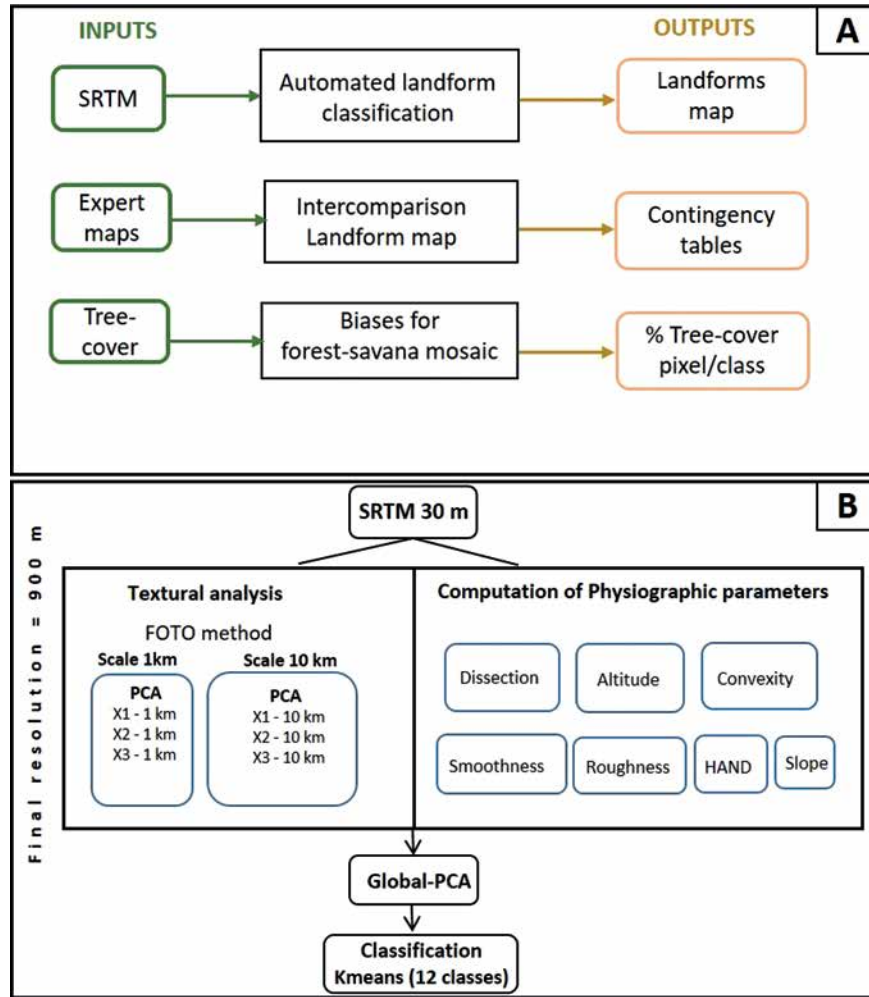 INPUTS
OUTPUTS
A
SRTM
Automated landform
classification
Landforms
map
Expert
maps
Intercomparison
Landform map
Contingency
tables
Tree-
cover
Biases for
forest-savana mosaic
% Tree-cover
pixel/class
B
SRTM 30 m
Final resolution = 900 m
Textural analysis
FOTO method
Scale 1km
Scale 10 km
PCA
X1 - 1 km
X2 - 1 km
X3 - 1 km
PCA
X1 - 10 km
X2 - 10 km
X3 - 10 km
Computation of Physiographic parameters
Dissection
Altitude
Convexity
Smoothness
Roughness
HAND
Slope
Global-PCA
Classification
Kmeans (12 classes)